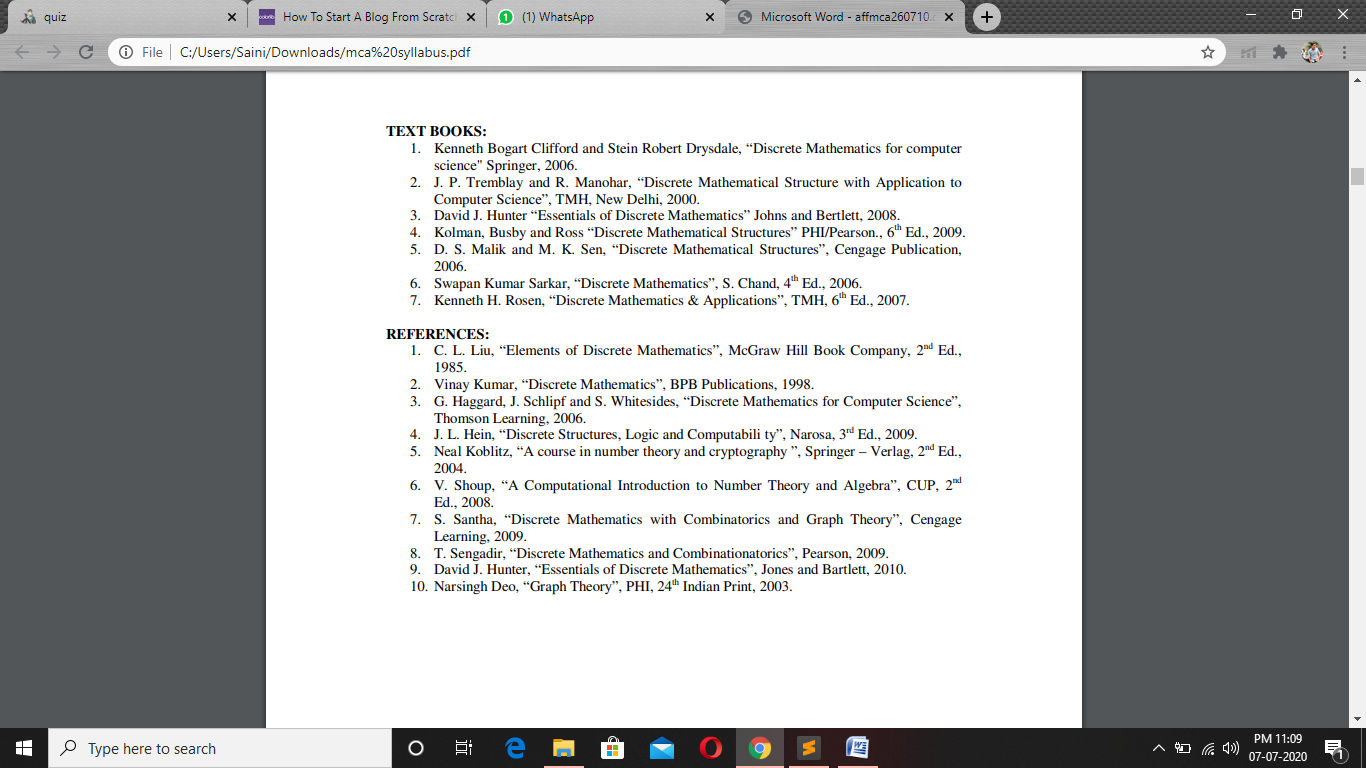 quiz
How To Start A Blog From Scratc
(1) WhatsApp
Microsoft Word - affmca260710.
File
C:/Users/Saini/Downloads/mca%20syllabus.pdf
TEXT BOOKS:
1. Kenneth Bogart Clifford and Stein Robert Drysdale, “Discrete Mathematics for computer
science" Springer, 2006.
2. J. P. Tremblay and R. Manohar, “Discrete Mathematical Structure with Application to
Computer Science”, TMH, New Delhi, 2000.
3. David J. Hunter “Essentials of Discrete Mathematics” Johns and Bertlett, 2008.
4. Kolman, Busby and Ross “Discrete Mathematical Structures” PHI/Pearson., 6th Ed., 2009.
5. D. S. Malik and M. K. Sen, “Discrete Mathematical Structures”, Cengage Publication,
2006.
6. Swapan Kumar Sarkar, “Discrete Mathematics”, S. Chand, 4th Ed., 2006.
7. Kenneth H. Rosen, “Discrete Mathematics & Applications”, TMH, 6th Ed., 2007.
REFERENCES:
1. C. L. Liu, “Elements of Discrete Mathematics”, McGraw Hill Book Company, 2nd Ed.,
1985.
2. Vinay Kumar, “Discrete Mathematics”, BPB Publications, 1998.
3. G. Haggard, J. Schlipf and S. Whitesides, “Discrete Mathematics for Computer Science”,
Thomson Learning, 2006.
4. J. L. Hein, “Discrete Structures, Logic and Computabili ty”, Narosa, 3rd Ed., 2009.
5. Neal Koblitz, “A course in number theory and cryptography ”, Springer – Verlag, 2nd Ed.,
2004.
6. V. Shoup, “A Computational Introduction to Number Theory and Algebra”, CUP, 2nd
Ed., 2008.
7. S. Santha, “Discrete Mathematics with Combinatorics and Graph Theory”, Cengage
Learning, 2009.
8. T. Sengadir, “Discrete Mathematics and Combinationatorics”, Pearson, 2009.
9. David J. Hunter, “Essentials of Discrete Mathematics”, Jones and Bartlett, 2010.
10. Narsingh Deo, “Graph Theory”, PHI, 24th Indian Print, 2003.
Type here to search
PM 11:09
07-07-2020
1